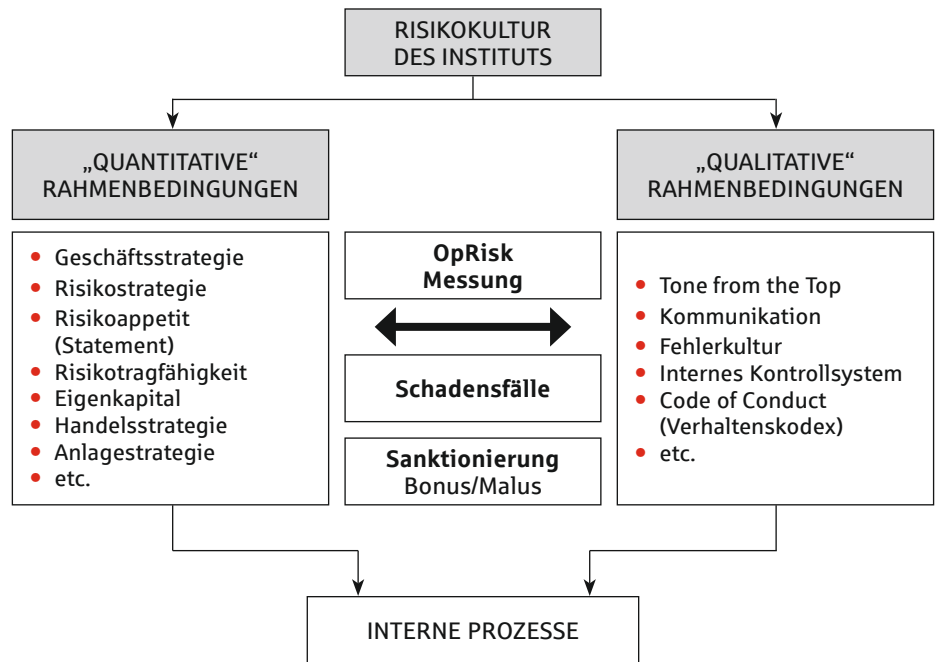 RISIKOKULTUR
DES INSTITUTS
„QUANTITATIVE“
RAHMENBEDINGUNGEN
„QUALITATIVE“
RAHMENBEDINGUNGEN
• Geschäftsstrategie
• Risikostrategie
• Risikoappetit
(Statement)
• Risikotragfähigkeit
• Eigenkapital
• Handelsstrategie
• Anlagestrategie
• etc.
OpRisk
Messung
Schadensfälle
Sanktionierung
Bonus/Malus
• Tone from the Top
• Kommunikation
• Fehlerkultur
• Internes Kontrollsystem
• Code of Conduct
(Verhaltenskodex)
• etc.
INTERNE PROZESSE